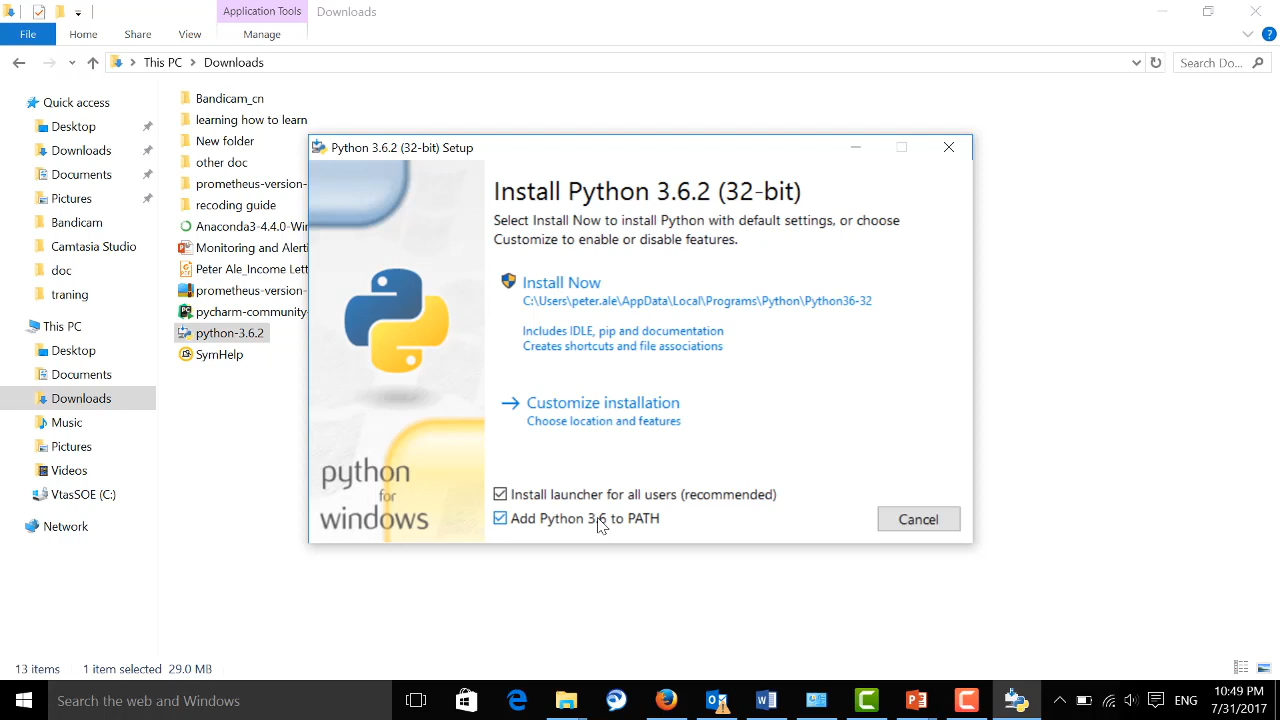 Application Tools
Downloads
File
Home
Share
View
Manage
This PC
Downloads
Search Do...
Quick access
Desktop
Downloads
Documents
Pictures
Bandicam
Camtasia Studio
doc
traning
This PC
Desktop
Documents
Downloads
Music
Pictures
Videos
VtasSOE (C:)
Network
Bandicam_cn
learning how to learn
New folder
other doc
prometheus-version-
recoding guide
Anaconda3-4.4.0-Win
Monitoring and Alerti
Peter Ale_Income Lett
prometheus-version-
pycharm-community-
python-3.6.2
SymHelp
Python 3.6.2 (32-bit) Setup
Install Python 3.6.2 (32-bit)
Select Install Now to install Python with default settings, or choose
Customize to enable or disable features.
Install Now
C:\Users\peter.ale\AppData\Local\Programs\Python\Python36-32
Includes IDLE, pip and documentation
Creates shortcuts and file associations
Customize installation
Choose location and features
python
for
windows
Install launcher for all users (recommended)
Add Python 3.6 to PATH
Cancel
13 items
1 item selected 29.0 MB
Search the web and Windows
ENG
10:49 PM
7/31/2017